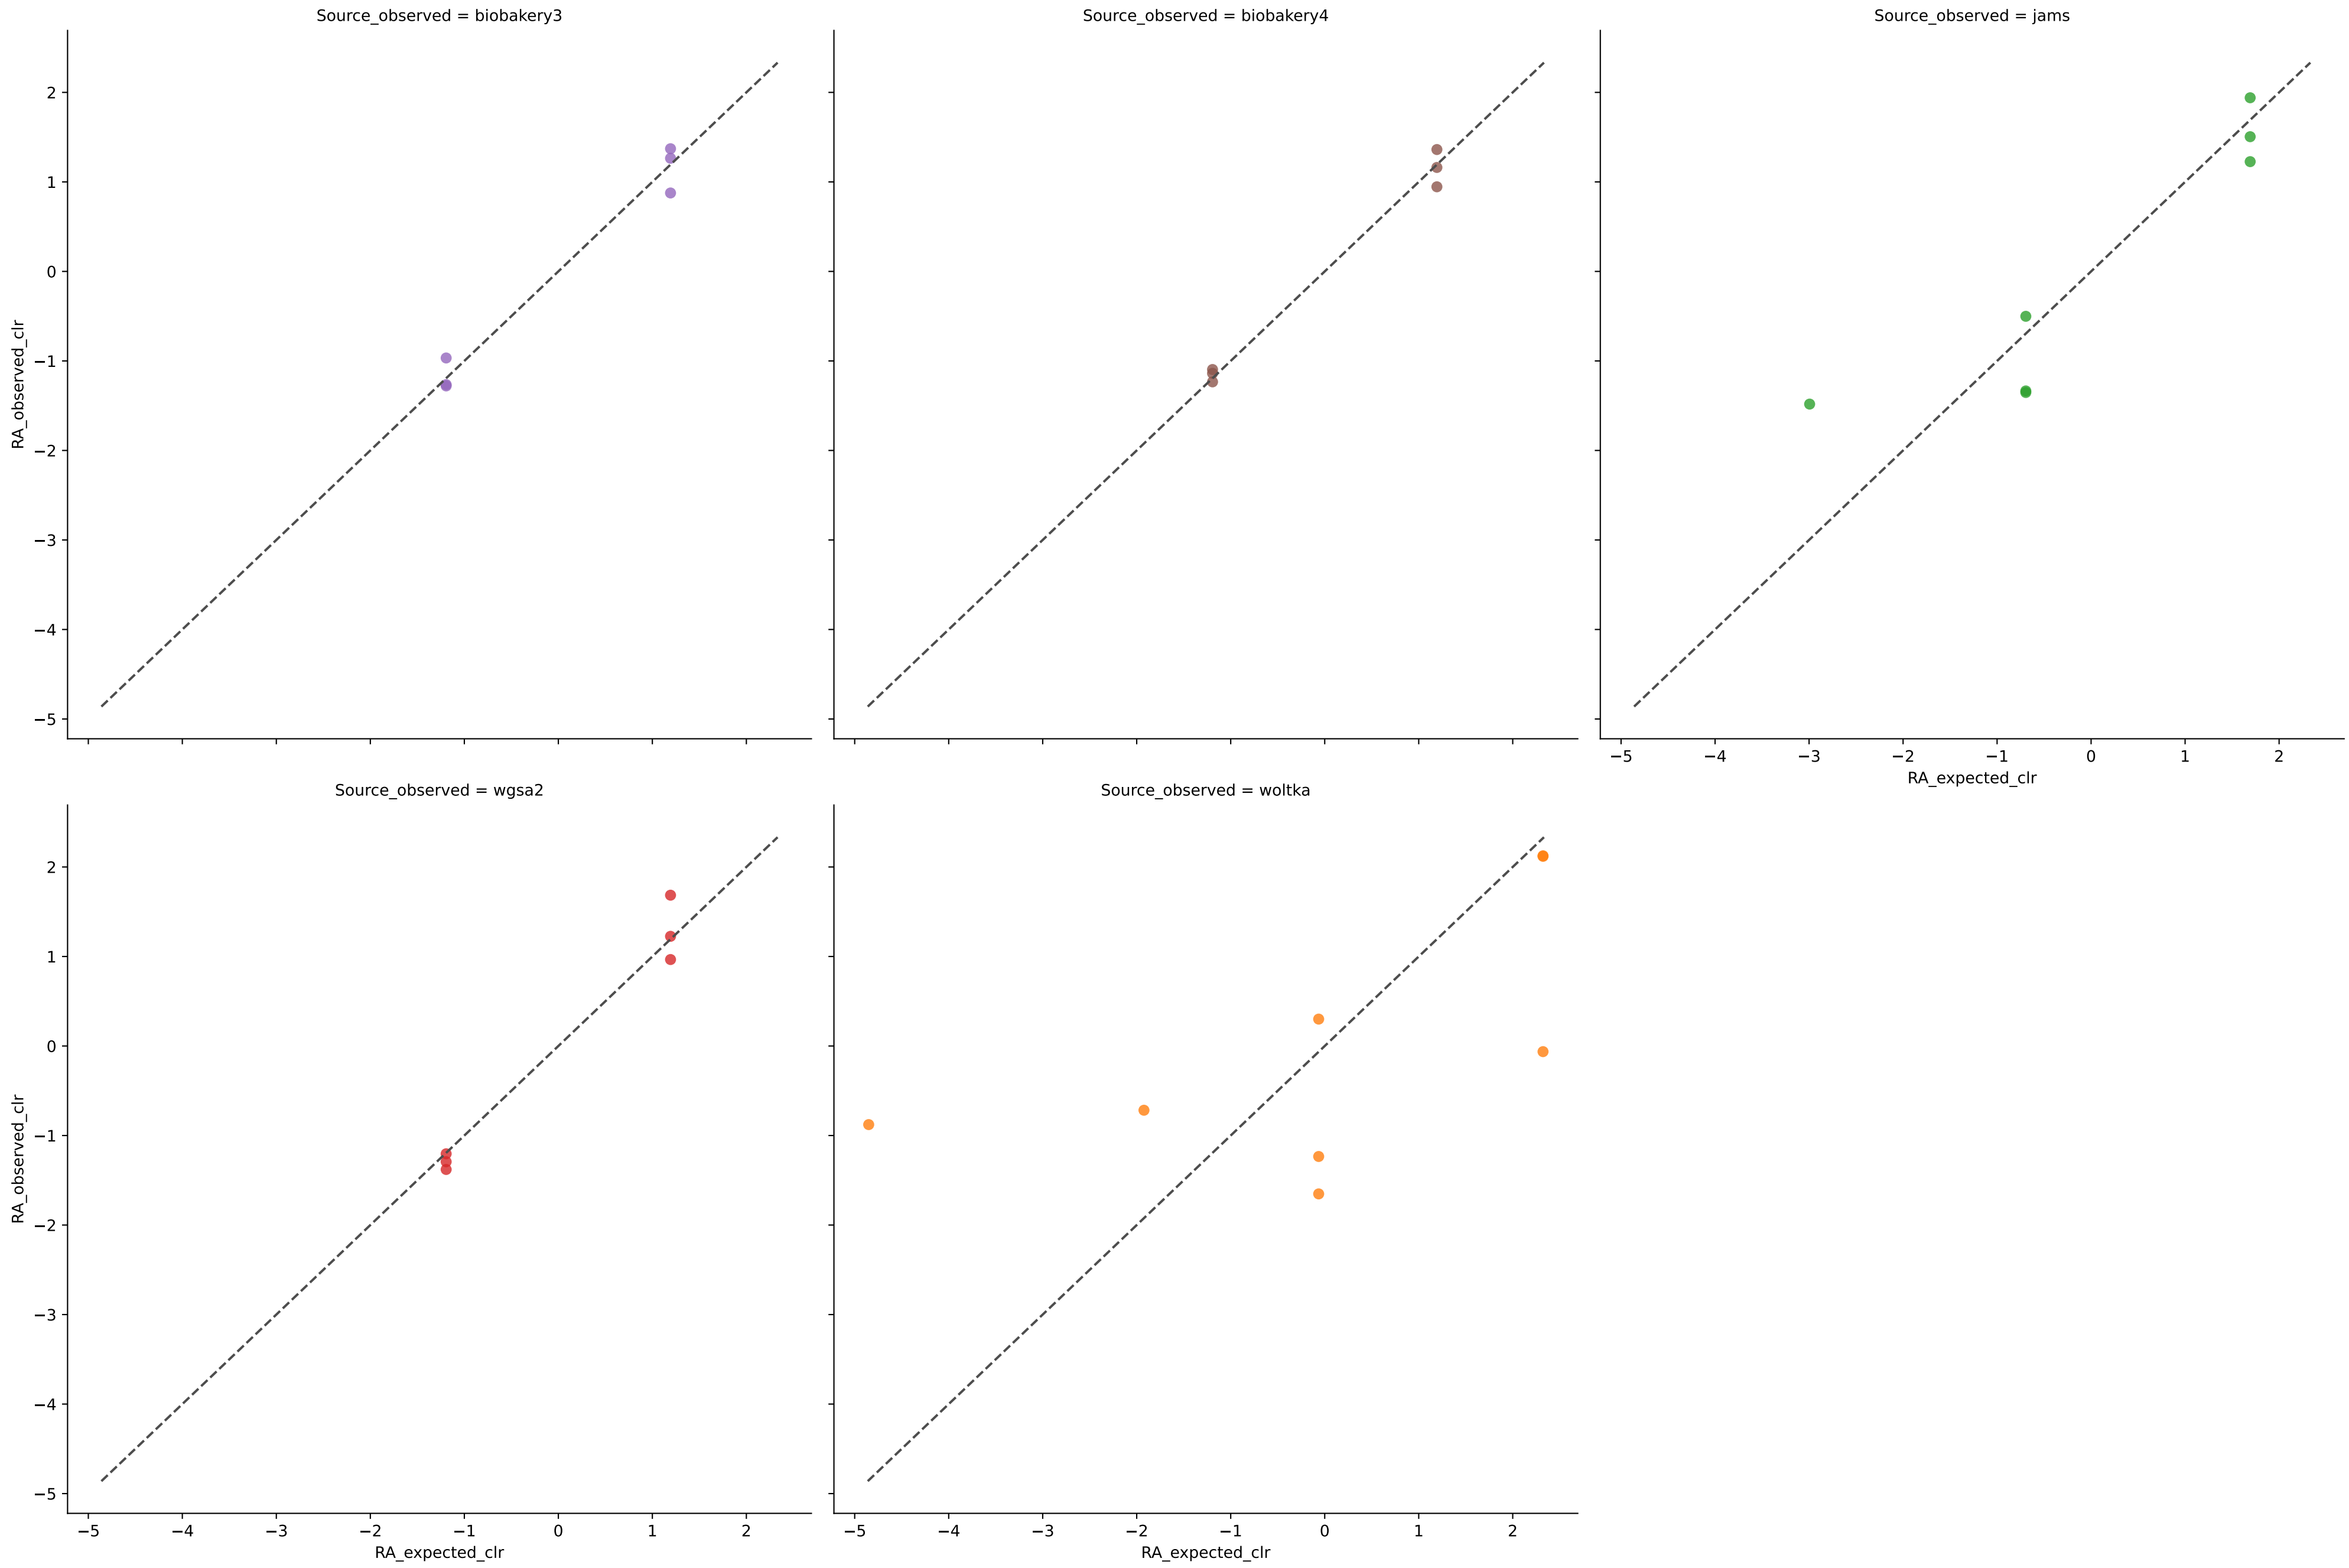 Source_observed = biobakery3
Source_observed = biobakery4
Source_observed = jams
2
1
0
−1
−2
−3
−4
−5
RA_observed_clr
−5 −4 −3 −2 −1 0 1 2
RA_expected_clr
Source_observed = wgsa2
Source_observed = woltka
2
1
0
−1
−2
−3
−4
−5
RA_observed_clr
−5 −4 −3 −2 −1 0 1 2
−5 −4 −3 −2 −1 0 1 2
RA_expected_clr
RA_expected_clr